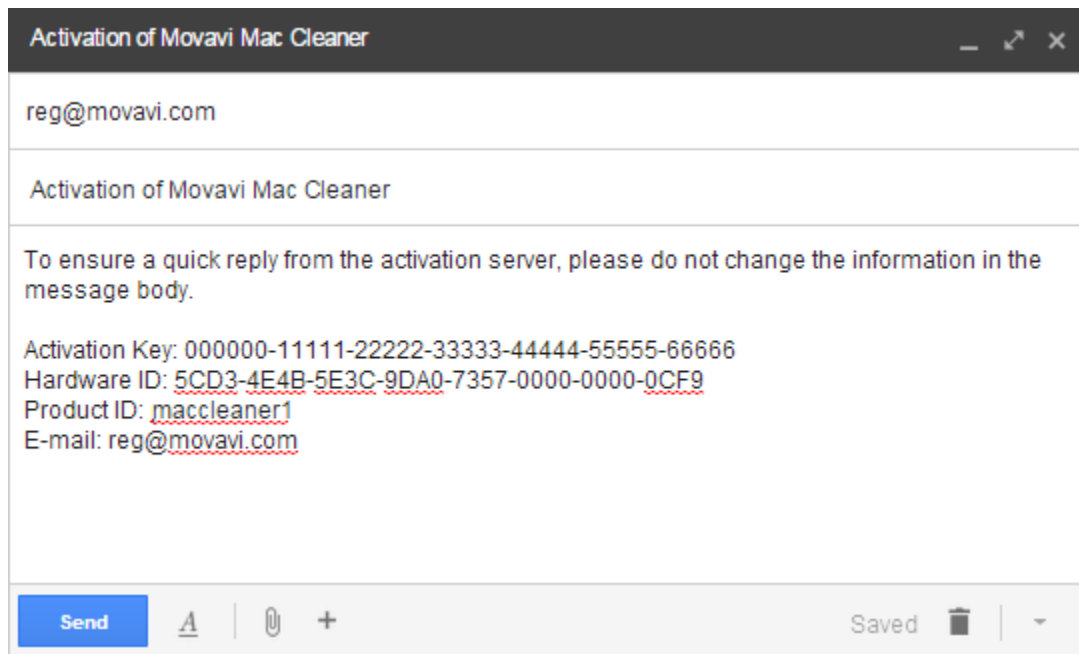 Activation of Movavi Mac Cleaner
reg@movavi.com
Activation of Movavi Mac Cleaner
To ensure a quick reply from the activation server, please do not change the information in the
message body.
Activation Key: 000000-11111-22222-33333-44444-55555-66666
Hardware ID: 5CD3-4E4B-5E3C-9DA0-7357-0000-0000-0CF9
Product ID: maccleaner1
E-mail: reg@movavi.com
Send A Saved